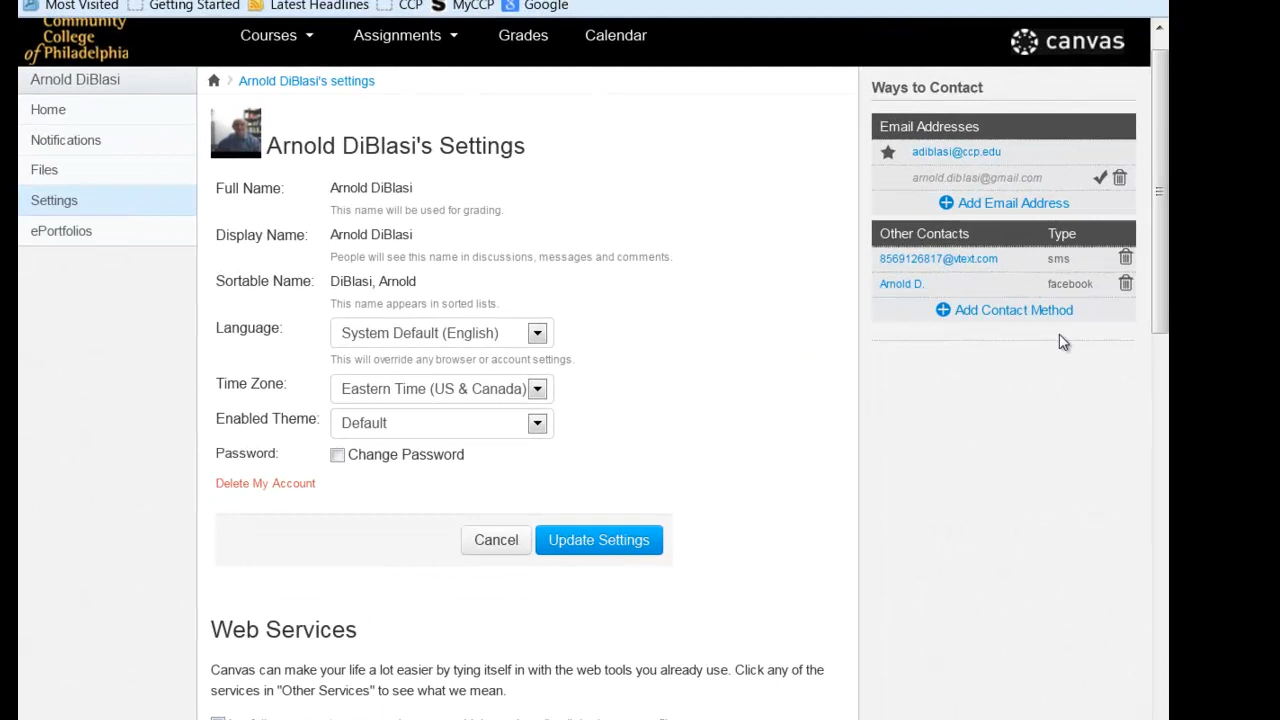 Most Visited Getting Started Latest Headlines CCP MyCCP Google
Community
College
of Philadelphia
Courses Assignments Grades Calendar
canvas
Arnold DiBlasi
Home
Notifications
Files
Settings
ePortfolios
Arnold DiBlasi's settings
Arnold DiBlasi's Settings
Full Name: Arnold DiBlasi
This name will be used for grading.
Display Name: Arnold DiBlasi
People will see this name in discussions, messages and comments.
Sortable Name: DiBlasi, Arnold
This name appears in sorted lists.
Language: System Default (English)
This will override any browser or account settings.
Time Zone: Eastern Time (US & Canada)
Enabled Theme: Default
Password: Change Password
Delete My Account
Cancel Update Settings
Web Services
Canvas can make your life a lot easier by tying itself in with the web tools you already use. Click any of the
services in "Other Services" to see what we mean.
Ways to Contact
Email Addresses
adiblasi@ccp.edu
arnold.diblasi@gmail.com
Add Email Address
Other Contacts Type
8569126817@vtext.com sms
Arnold D. facebook
Add Contact Method